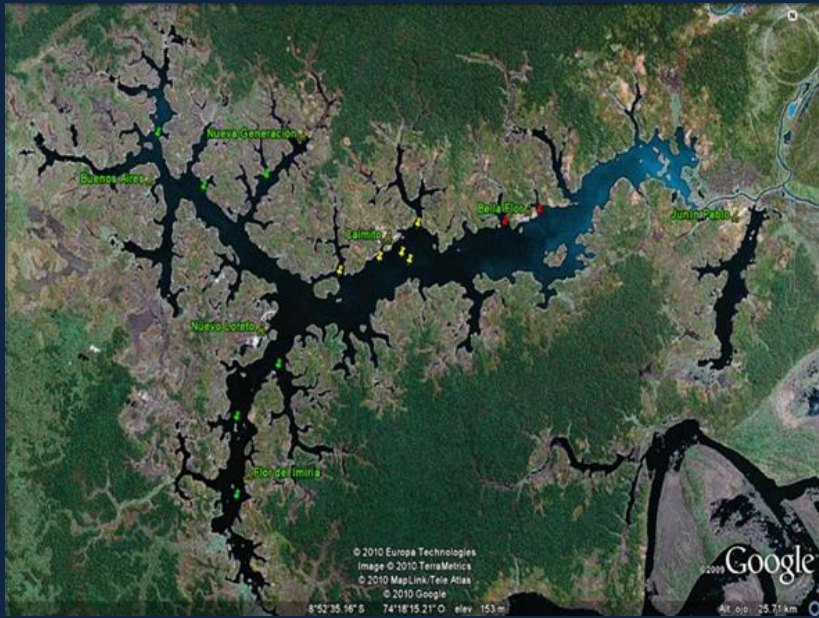 N
Nueva Generación
Buenos Aires
Bella Flor
Junín Pablo
Caimito
Nuevo Loreto
Flor del Imiria
© 2010 Europa Technologies
Image © 2010 TerraMetrics
© 2010 MapLink/Tele Atlas
© 2010 Google
©2009 Google
8°52'35.16" S 74°18'15.21" O elev 153 m
Alt. ojo 25.71 km